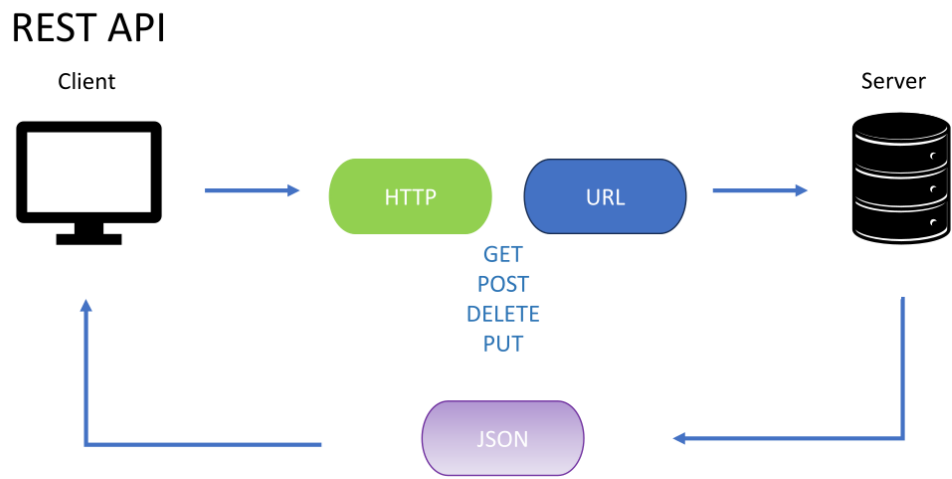 REST API
Client
Server
HTTP
URL
GET
POST
DELETE
PUT
JSON